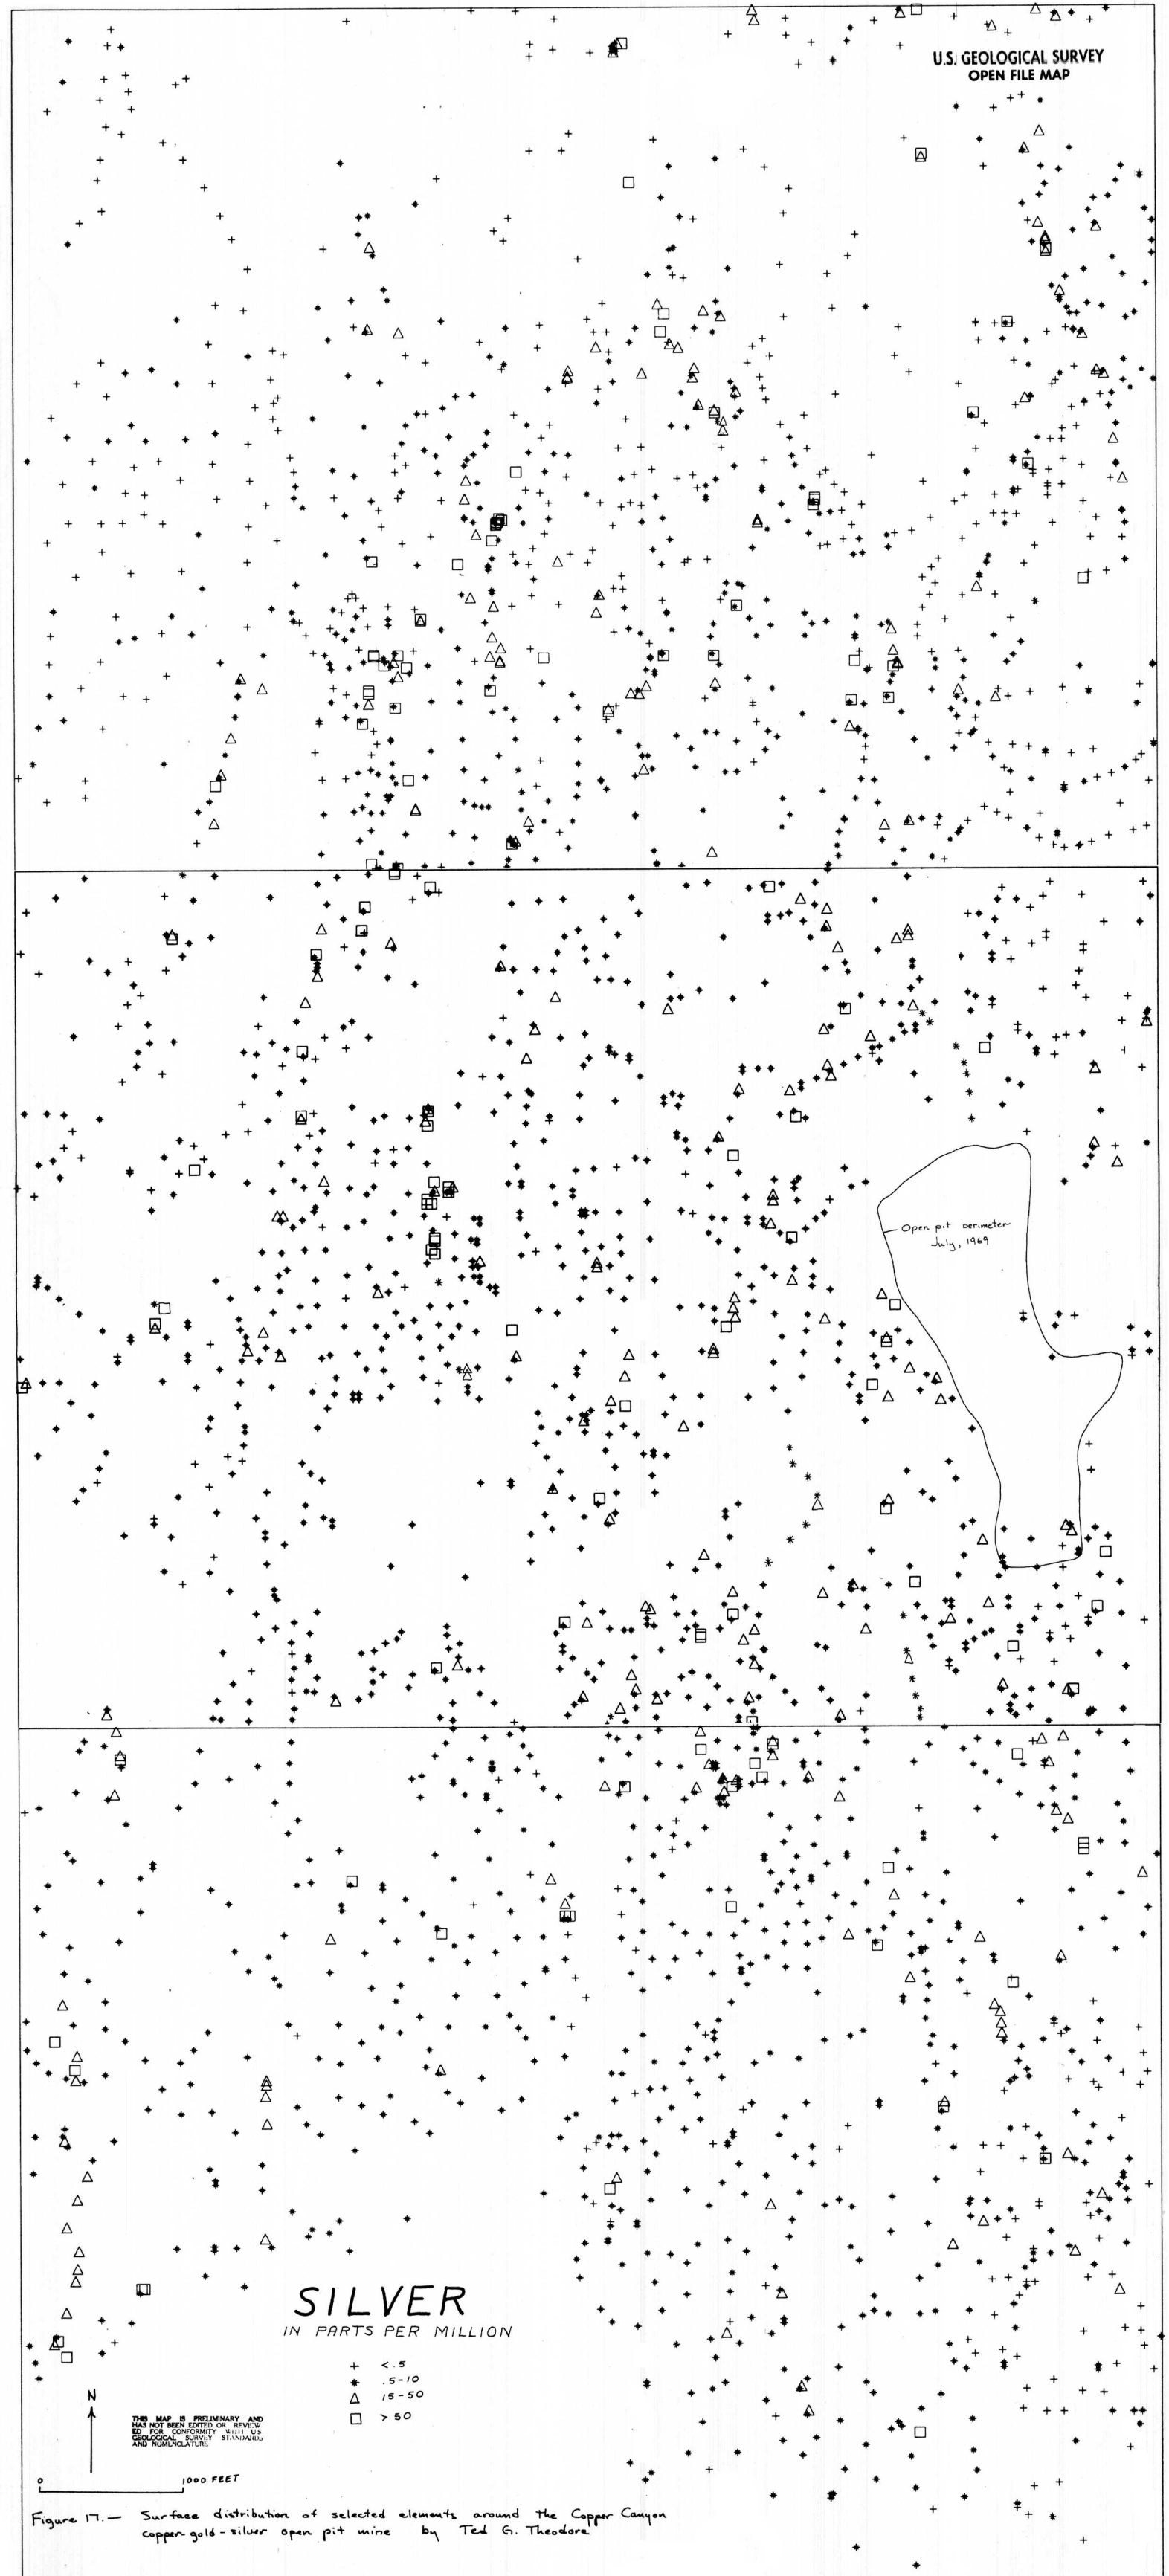 U.S. GEOLOGICAL SURVEY
OPEN FILE MAP
Open pit perimeter
July, 1969
SILVER
IN PARTS PER MILLION
+ <.5
* .5-10
△ 15-50
□ >50
N
THIS MAP IS PRELIMINARY AND
HAS NOT BEEN EDITED OR REVIEW
ED FOR CONFORMITY WITH US
GEOLOGICAL SURVEY STANDARDS
AND NOMENCLATURE
0 1000 FEET
Figure 17.— Surface distribution of selected elements around the Copper Canyon
copper-gold-silver open pit mine by Ted G. Theodore